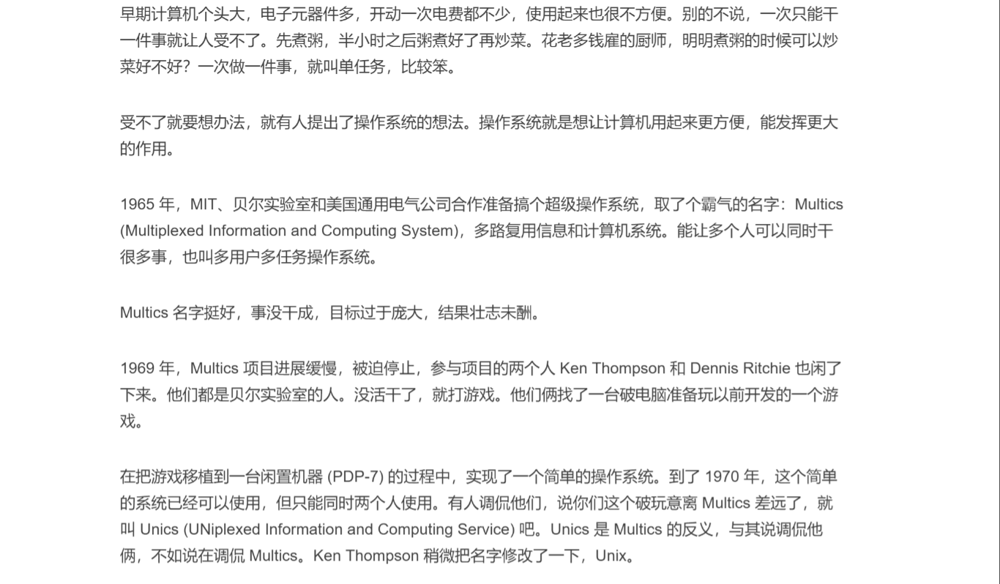 早期计算机个头大，电子元器件多，开动一次电费都不少，使用起来也很不方便。别的不说，一次只能干
一件事就让人受不了。先煮粥，半小时之后粥煮好了再炒菜。花老多钱雇的厨师，明明煮粥的时候可以炒
菜好不好？一次做一件事，就叫单任务，比较笨。
受不了就要想办法，就有人提出了操作系统的想法。操作系统就是想让计算机用起来更方便，能发挥更大
的作用。
1965 年，MIT、贝尔实验室和美国通用电气公司合作准备搞个超级操作系统，取了个霸气的名字：Multics
(Multiplexed Information and Computing System)，多路复用信息和计算机系统。能让多个人可以同时干
很多事，也叫多用户多任务操作系统。
Multics 名字挺好，事没干成，目标过于庞大，结果壮志未酬。
1969 年，Multics 项目进展缓慢，被迫停止，参与项目的两个人 Ken Thompson 和 Dennis Ritchie 也闲了
下来。他们都是贝尔实验室的人。没活干了，就打游戏。他们俩找了一台破电脑准备玩以前开发的一个游
戏。
在把游戏移植到一台闲置机器 (PDP-7) 的过程中，实现了一个简单的操作系统。到了 1970 年，这个简单
的系统已经可以使用，但只能同时两个人使用。有人调侃他们，说你们这个破玩意离 Multics 差远了，就
叫 Unics (UNiplexed Information and Computing Service) 吧。Unics 是 Multics 的反义，与其说调侃他
俩，不如说在调侃 Multics。Ken Thompson 稍微把名字修改了一下，Unix。